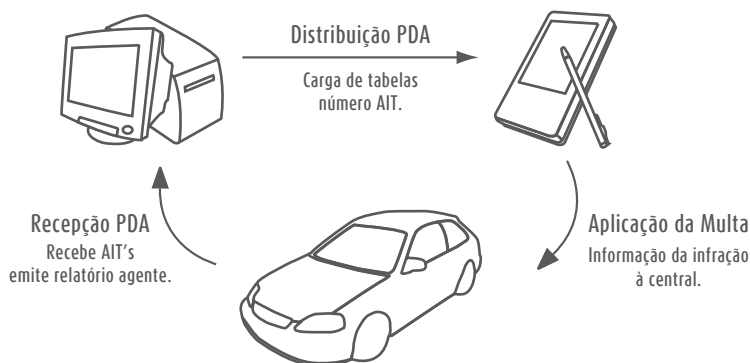 Distribuição PDA
Carga de tabelas
número AIT.
Aplicação da Multa
Informação da infração
à central.
Recepção PDA
Recebe AIT's
emite relatório agente.